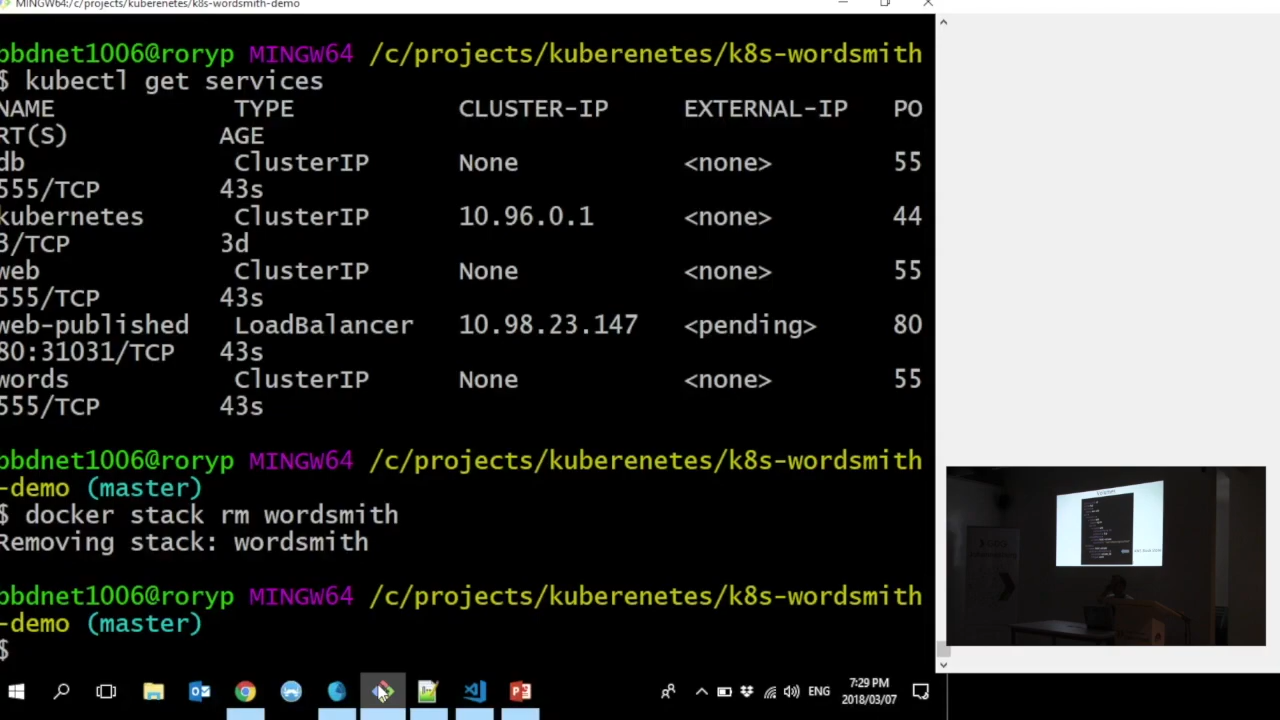 MINGW64:/c/projects/kuberenetes/k8s-wordsmith-demo
bbdnet1006@roryp MINGW64 /c/projects/kuberenetes/k8s-wordsmith
$ kubectl get services
NAME TYPE CLUSTER-IP EXTERNAL-IP PO
RT(S) AGE
db ClusterIP None <none> 55
555/TCP 43s
kubernetes ClusterIP 10.96.0.1 <none> 44
3/TCP 3d
web ClusterIP None <none> 55
555/TCP 43s
web-published LoadBalancer 10.98.23.147 <pending> 80
80:31031/TCP 43s
words ClusterIP None <none> 55
555/TCP 43s
bbdnet1006@roryp MINGW64 /c/projects/kuberenetes/k8s-wordsmith
-demo (master)
$ docker stack rm wordsmith
Removing stack: wordsmith
bbdnet1006@roryp MINGW64 /c/projects/kuberenetes/k8s-wordsmith
-demo (master)
$
ENG
7:29 PM
2018/03/07